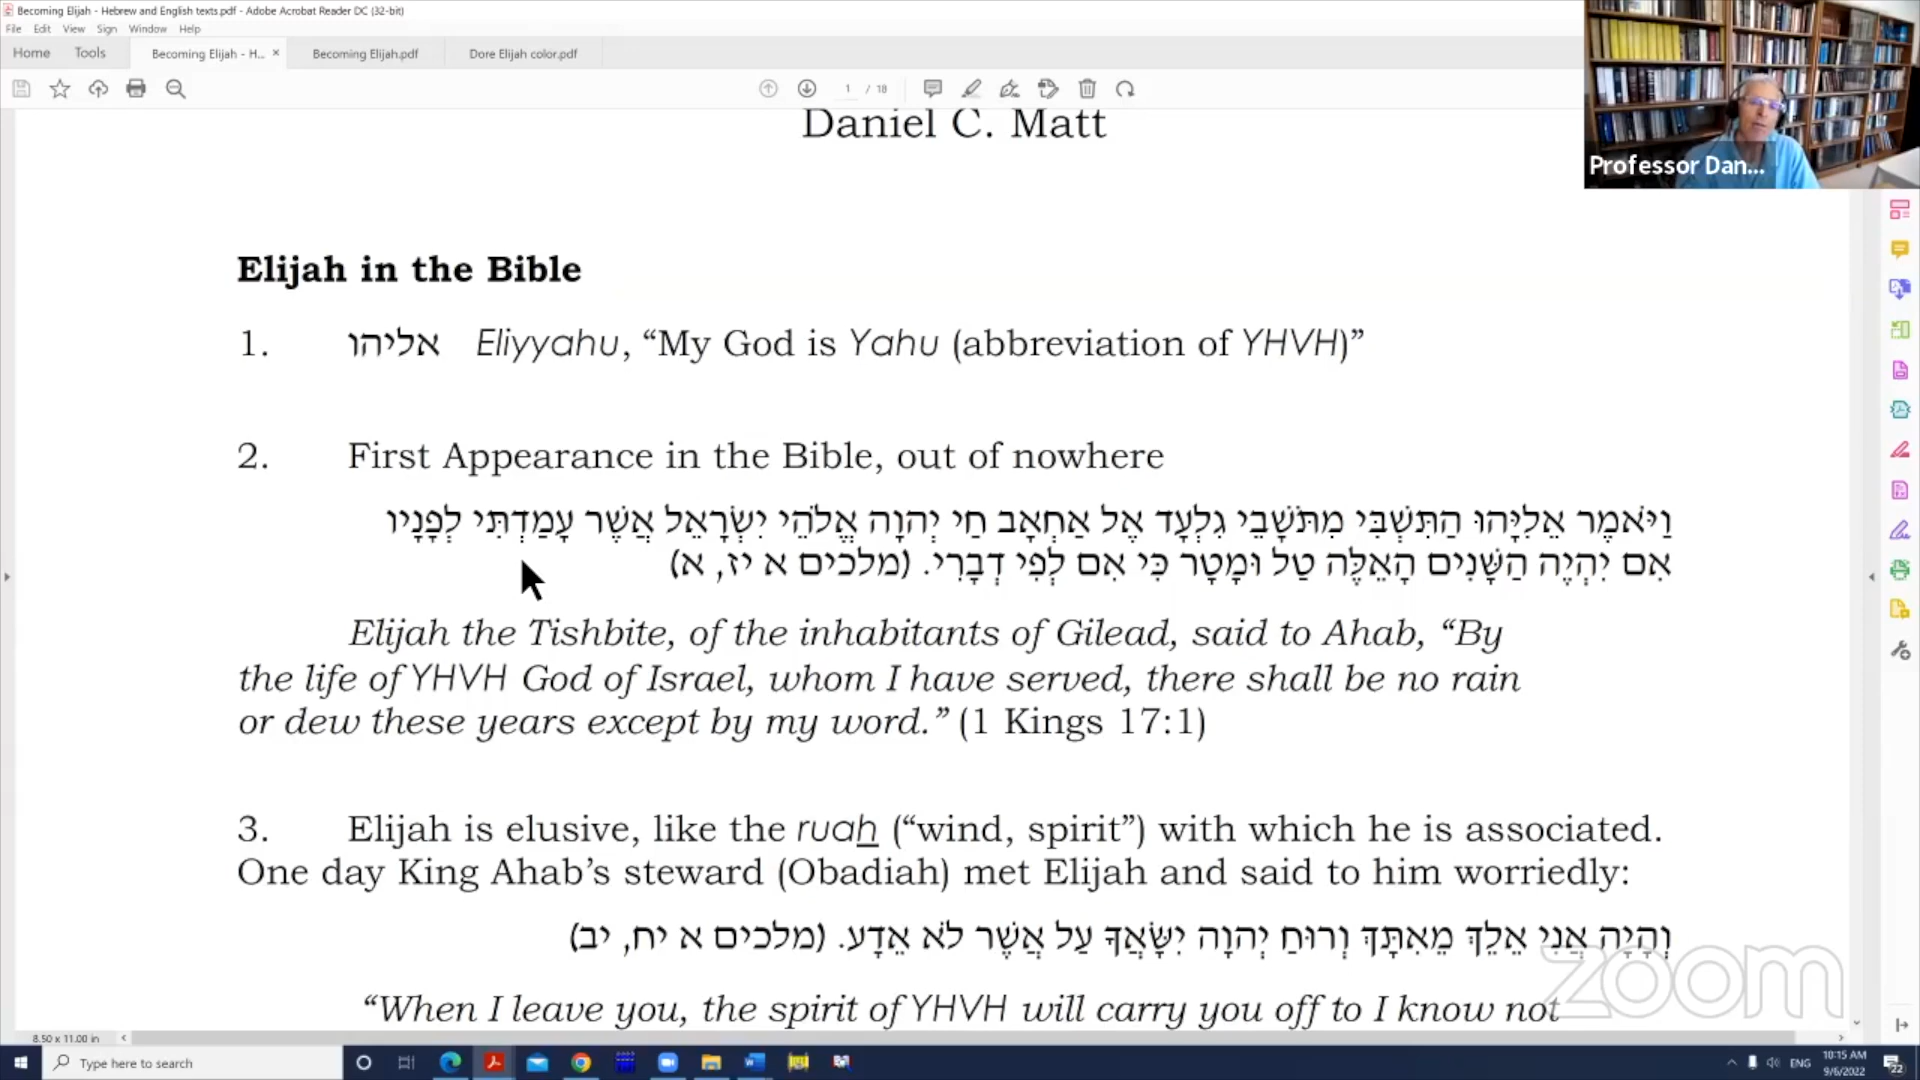 Becoming Elijah - Hebrew and English texts.pdf - Adobe Acrobat Reader DC (32-bit)
File Edit View Sign Window Help
Home Tools Becoming Elijah - H... × Becoming Elijah.pdf Dore Elijah color.pdf
1 / 18
Daniel C. Matt
Professor Dan...
Elijah in the Bible
1. אליהו Eliyyahu, “My God is Yahu (abbreviation of YHVH)”
2. First Appearance in the Bible, out of nowhere
וַיֹּאמֶר אֵלִיָּהוּ הַתִּשְׁבִּי מִתֹּשָׁבֵי גִלְעָד אֶל אַחְאָב חַי יְהוָה אֱלֹהֵי יִשְׂרָאֵל אֲשֶׁר עָמַדְתִּי לְפָנָיו
אִם יִהְיֶה הַשָּׁנִים הָאֵלֶּה טַל וּמָטָר כִּי אִם לְפִי דְבָרִי. (מלכים א יז, א)
Elijah the Tishbite, of the inhabitants of Gilead, said to Ahab, “By
the life of YHVH God of Israel, whom I have served, there shall be no rain
or dew these years except by my word.” (1 Kings 17:1)
3. Elijah is elusive, like the ruaḥ (“wind, spirit”) with which he is associated.
One day King Ahab’s steward (Obadiah) met Elijah and said to him worriedly:
וְהָיָה אֲנִי אֵלֵךְ מֵאִתָּךְ וְרוּחַ יְהוָה יִשָּׂאֲךָ עַל אֲשֶׁר לֹא אֵדָע. (מלכים א יח, יב)
“When I leave you, the spirit of YHVH will carry you off to I know not
zoom
8.50 x 11.00 in
Type here to search
ENG
10:15 AM
9/6/2022
22